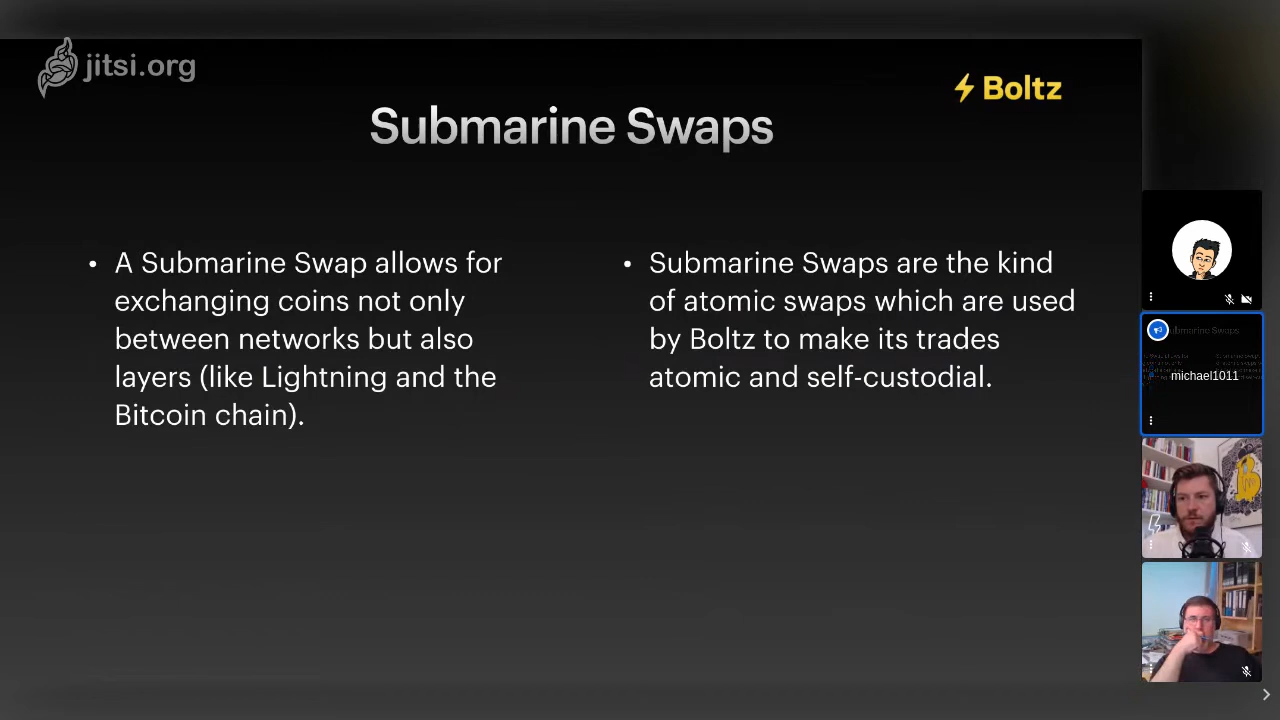 jitsi.org
Boltz
Submarine Swaps
• A Submarine Swap allows for
exchanging coins not only
between networks but also
layers (like Lightning and the
Bitcoin chain).
• Submarine Swaps are the kind
of atomic swaps which are used
by Boltz to make its trades
atomic and self-custodial.
michael1011